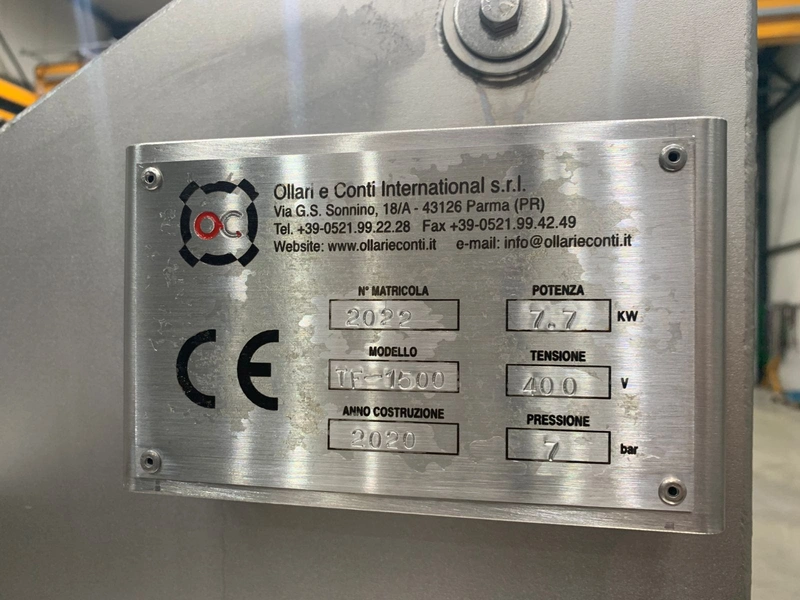 OC
Ollari e Conti International s.r.l.
Via G.S. Sonnino, 18/A - 43126 Parma (PR)
Tel. +39-0521.99.22.28 Fax +39-0521.99.42.49
Website: www.ollarieconti.it e-mail: info@ollarieconti.it
CE
N° MATRICOLA
2022
MODELLO
TF-1500
ANNO COSTRUZIONE
2020
POTENZA
7.7 KW
TENSIONE
400 V
PRESSIONE
7 bar